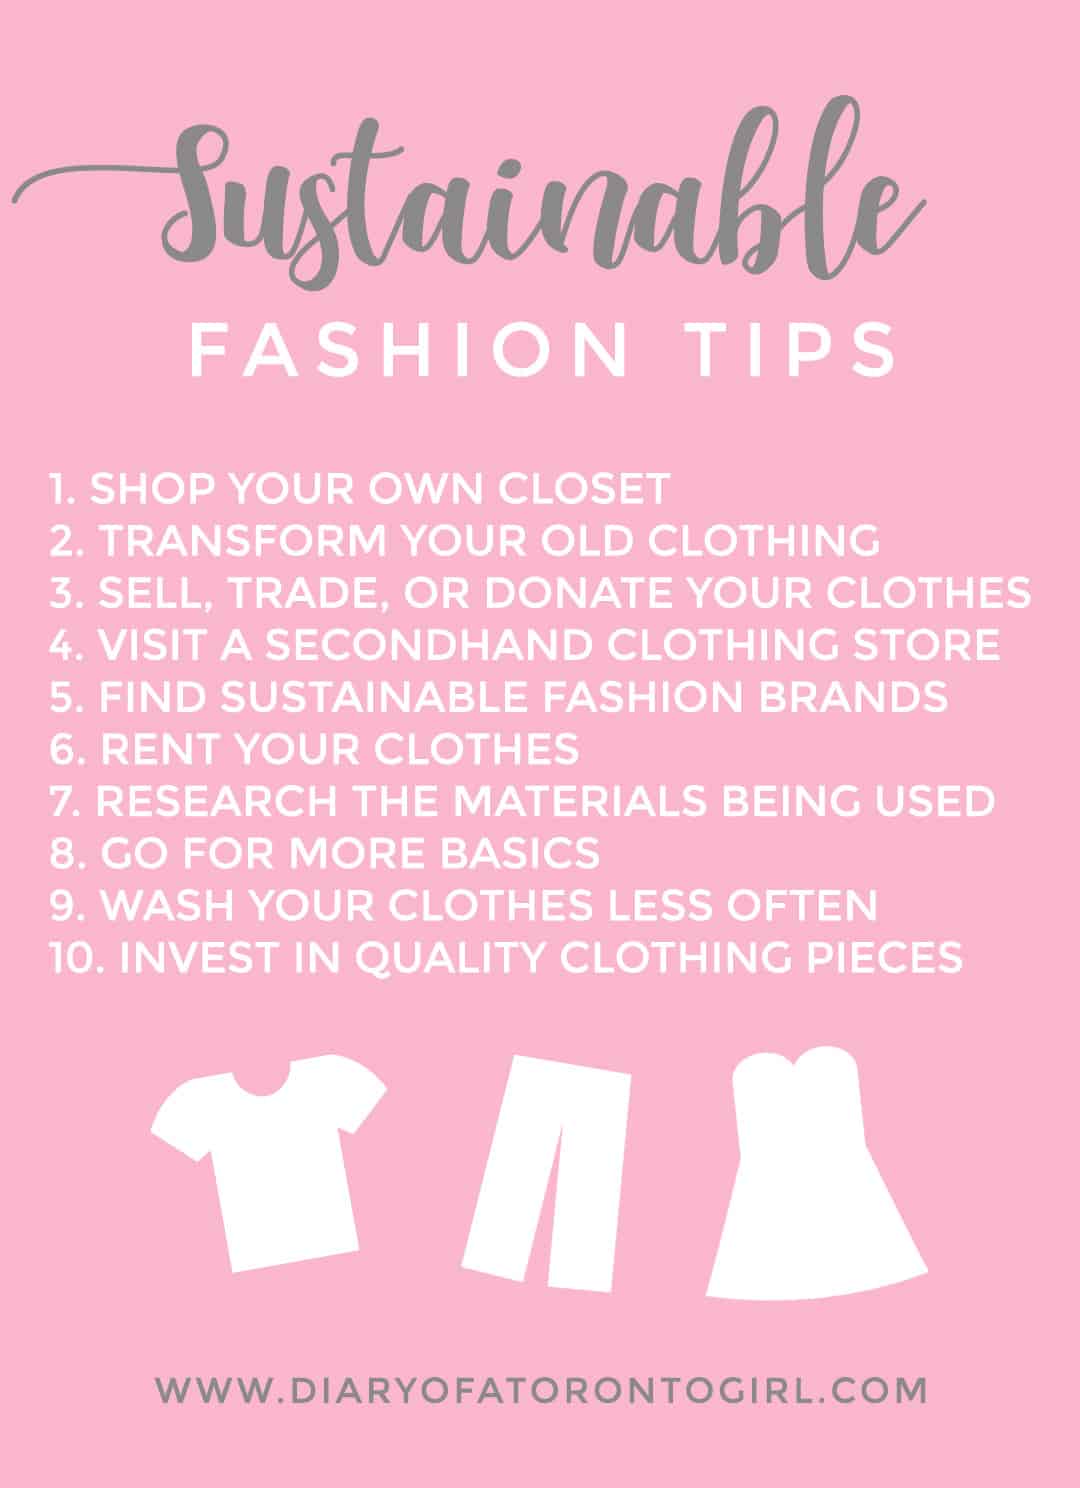 Sustainable
FASHION TIPS
1. SHOP YOUR OWN CLOSET
2. TRANSFORM YOUR OLD CLOTHING
3. SELL, TRADE, OR DONATE YOUR CLOTHES
4. VISIT A SECONDHAND CLOTHING STORE
5. FIND SUSTAINABLE FASHION BRANDS
6. RENT YOUR CLOTHES
7. RESEARCH THE MATERIALS BEING USED
8. GO FOR MORE BASICS
9. WASH YOUR CLOTHES LESS OFTEN
10. INVEST IN QUALITY CLOTHING PIECES
WWW.DIARYOFATORONTOGIRL.COM